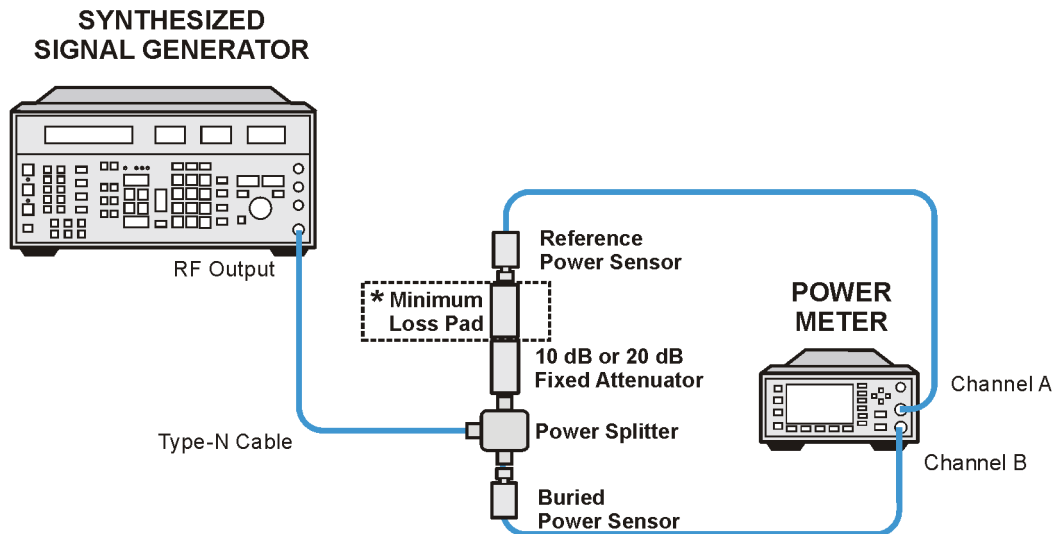 SYNTHESIZED
SIGNAL GENERATOR
RF Output
Reference
Power Sensor
* Minimum
Loss Pad
10 dB or 20 dB
Fixed Attenuator
POWER
METER
Channel A
Type-N Cable
Power Splitter
Channel B
Buried
Power Sensor